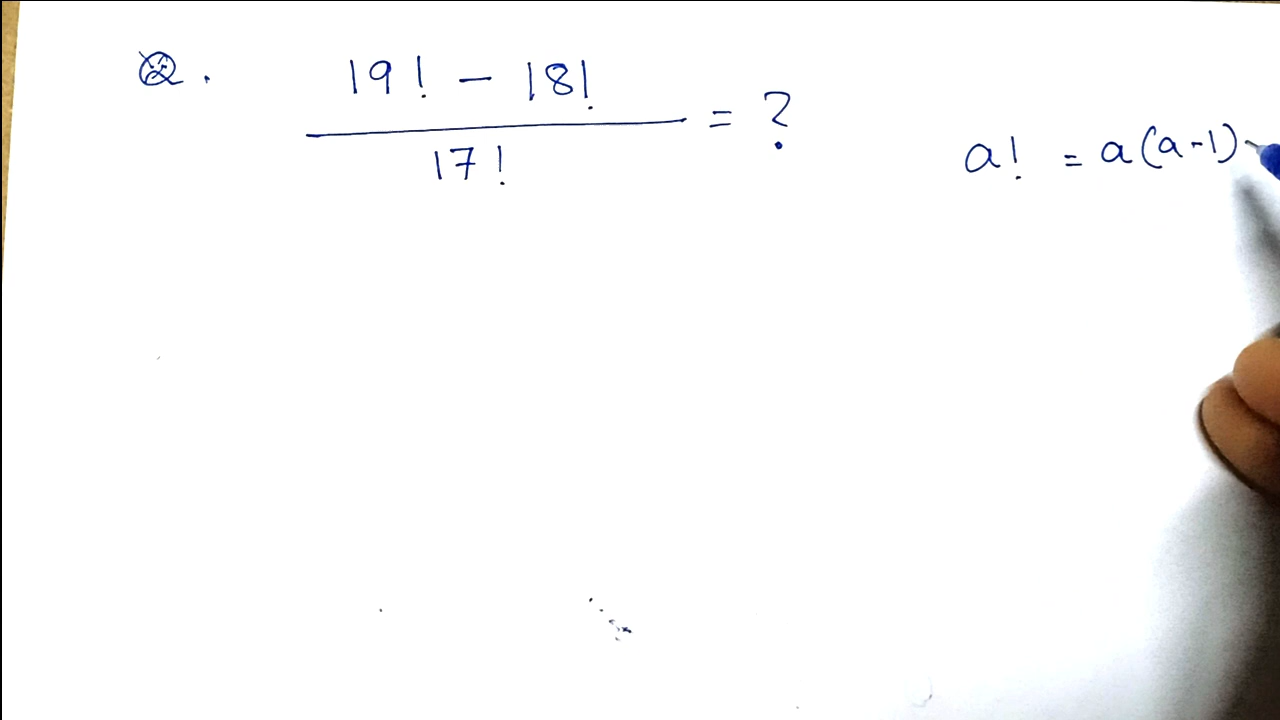 Q. 19! - 18! / 17! = ?
a! = a(a-1)